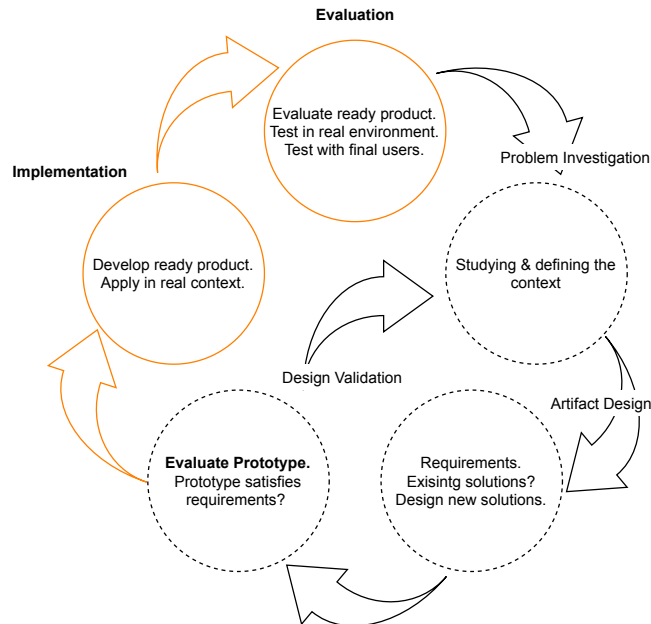 Evaluation
Evaluate ready product.
Test in real environment.
Test with final users.
Problem Investigation
Implementation
Develop ready product.
Apply in real context.
Studying & defining the
context
Design Validation
Artifact Design
Evaluate Prototype.
Prototype satisfies
requirements?
Requirements.
Exisintg solutions?
Design new solutions.